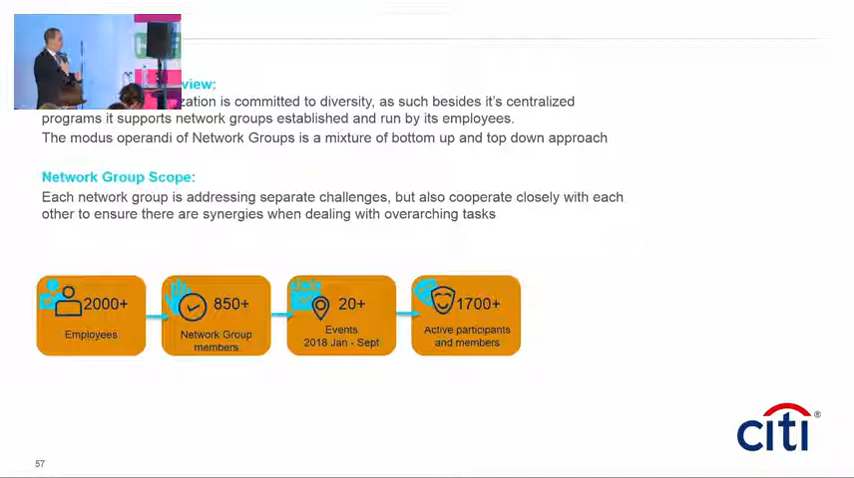 view:
zation is committed to diversity, as such besides it's centralized
programs it supports network groups established and run by its employees.
The modus operandi of Network Groups is a mixture of bottom up and top down approach
Network Group Scope:
Each network group is addressing separate challenges, but also cooperate closely with each
other to ensure there are synergies when dealing with overarching tasks
2000+
Employees
850+
Network Group
members
20+
Events
2018 Jan - Sept
1700+
Active participants
and members
citi®
57